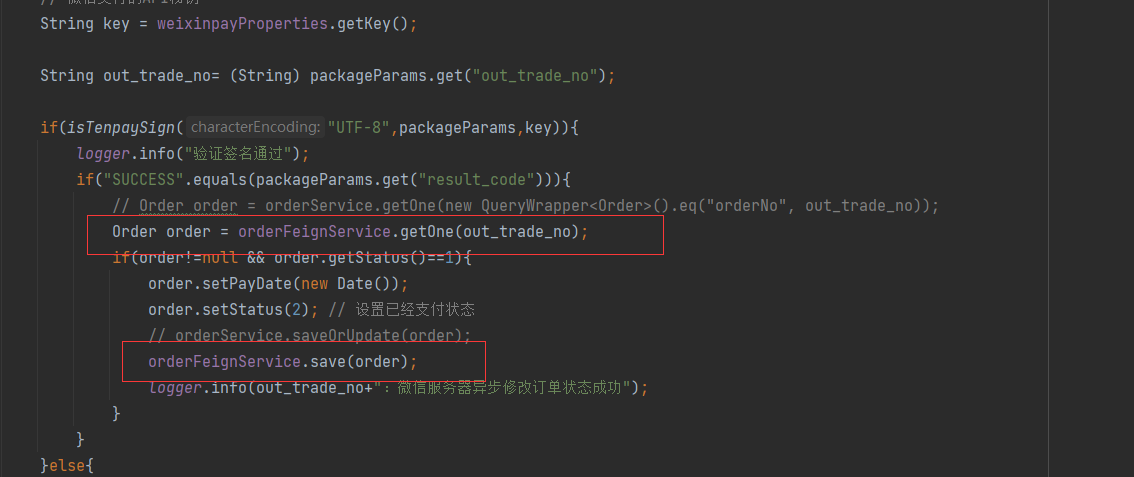 // 微信支付的API秘钥
String key = weixinpayProperties.getKey();
String out_trade_no= (String) packageParams.get("out_trade_no");
if(isTenpaySign( characterEncoding: "UTF-8",packageParams,key)){
logger.info("验证签名通过");
if("SUCCESS".equals(packageParams.get("result_code"))){
// Order order = orderService.getOne(new QueryWrapper<Order>().eq("orderNo", out_trade_no));
Order order = orderFeignService.getOne(out_trade_no);
if(order!=null && order.getStatus()==1){
order.setPayDate(new Date());
order.setStatus(2); // 设置已经支付状态
// orderService.saveOrUpdate(order);
orderFeignService.save(order);
logger.info(out_trade_no+"：微信服务器异步修改订单状态成功");
}
}
}else{